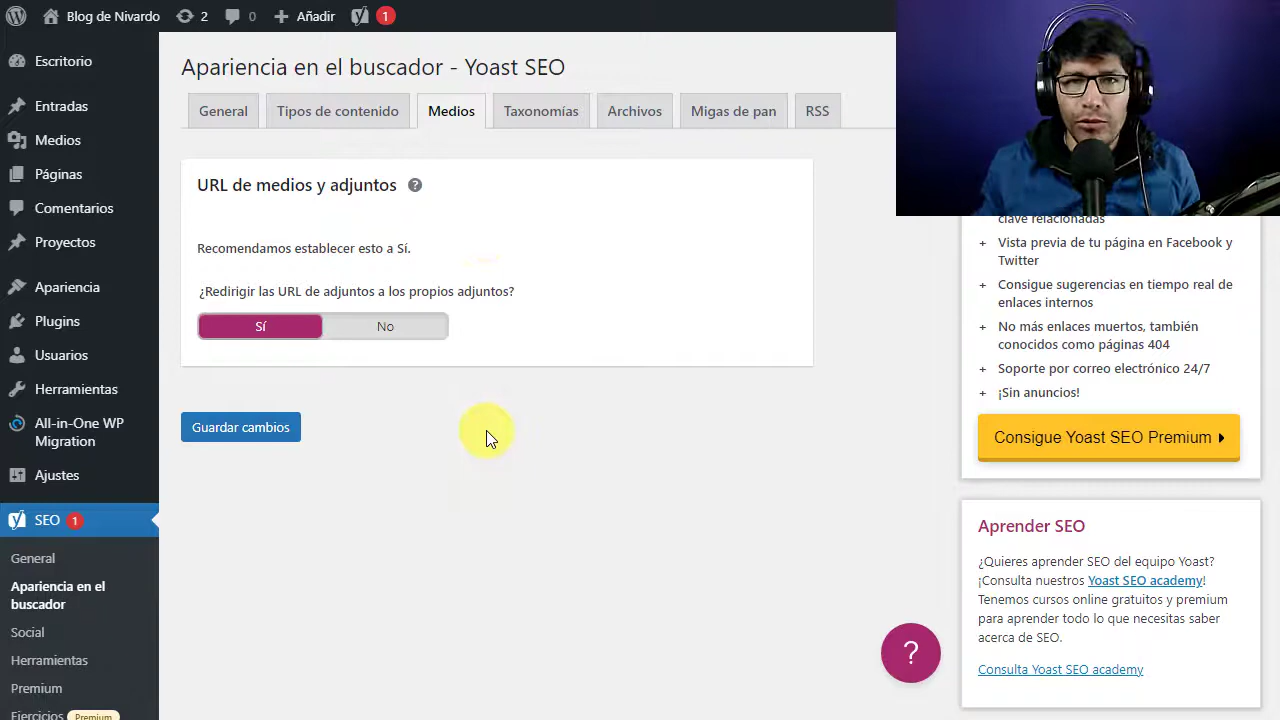 Blog de Nivardo
2
0
Añadir
1
Escritorio
Entradas
Medios
Páginas
Comentarios
Proyectos
Apariencia
Plugins
Usuarios
Herramientas
All-in-One WP
Migration
Ajustes
SEO 1
General
Apariencia en el
buscador
Social
Herramientas
Premium
Ejercicios Premium
Apariencia en el buscador - Yoast SEO
General
Tipos de contenido
Medios
Taxonomías
Archivos
Migas de pan
RSS
URL de medios y adjuntos ?
Recomendamos establecer esto a Sí.
¿Redirigir las URL de adjuntos a los propios adjuntos?
Sí
No
Guardar cambios
clave relacionadas
+ Vista previa de tu página en Facebook y
Twitter
+ Consigue sugerencias en tiempo real de
enlaces internos
+ No más enlaces muertos, también
conocidos como páginas 404
+ Soporte por correo electrónico 24/7
+ ¡Sin anuncios!
Consigue Yoast SEO Premium
Aprender SEO
¿Quieres aprender SEO del equipo Yoast?
¡Consulta nuestros Yoast SEO academy!
Tenemos cursos online gratuitos y premium
para aprender todo lo que necesitas saber
acerca de SEO.
Consulta Yoast SEO academy
?